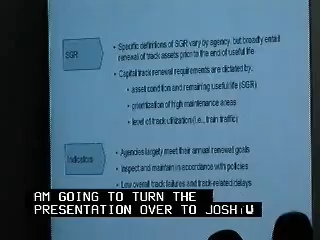 SGR
• Specific definitions of SGR vary by agency, but broadly entail
renewal of track assets prior to the end of useful life
• Capital track renewal requirements are dictated by:
• asset condition and remaining useful life (SGR)
• prioritization of high maintenance areas
• level of track utilization (i.e., train traffic)
Indicators
• Agencies largely meet their annual renewal goals
• Inspect and maintain in accordance with policies
• Low overall track failures and track-related delays
AM GOING TO TURN THE
PRESENTATION OVER TO JOSH